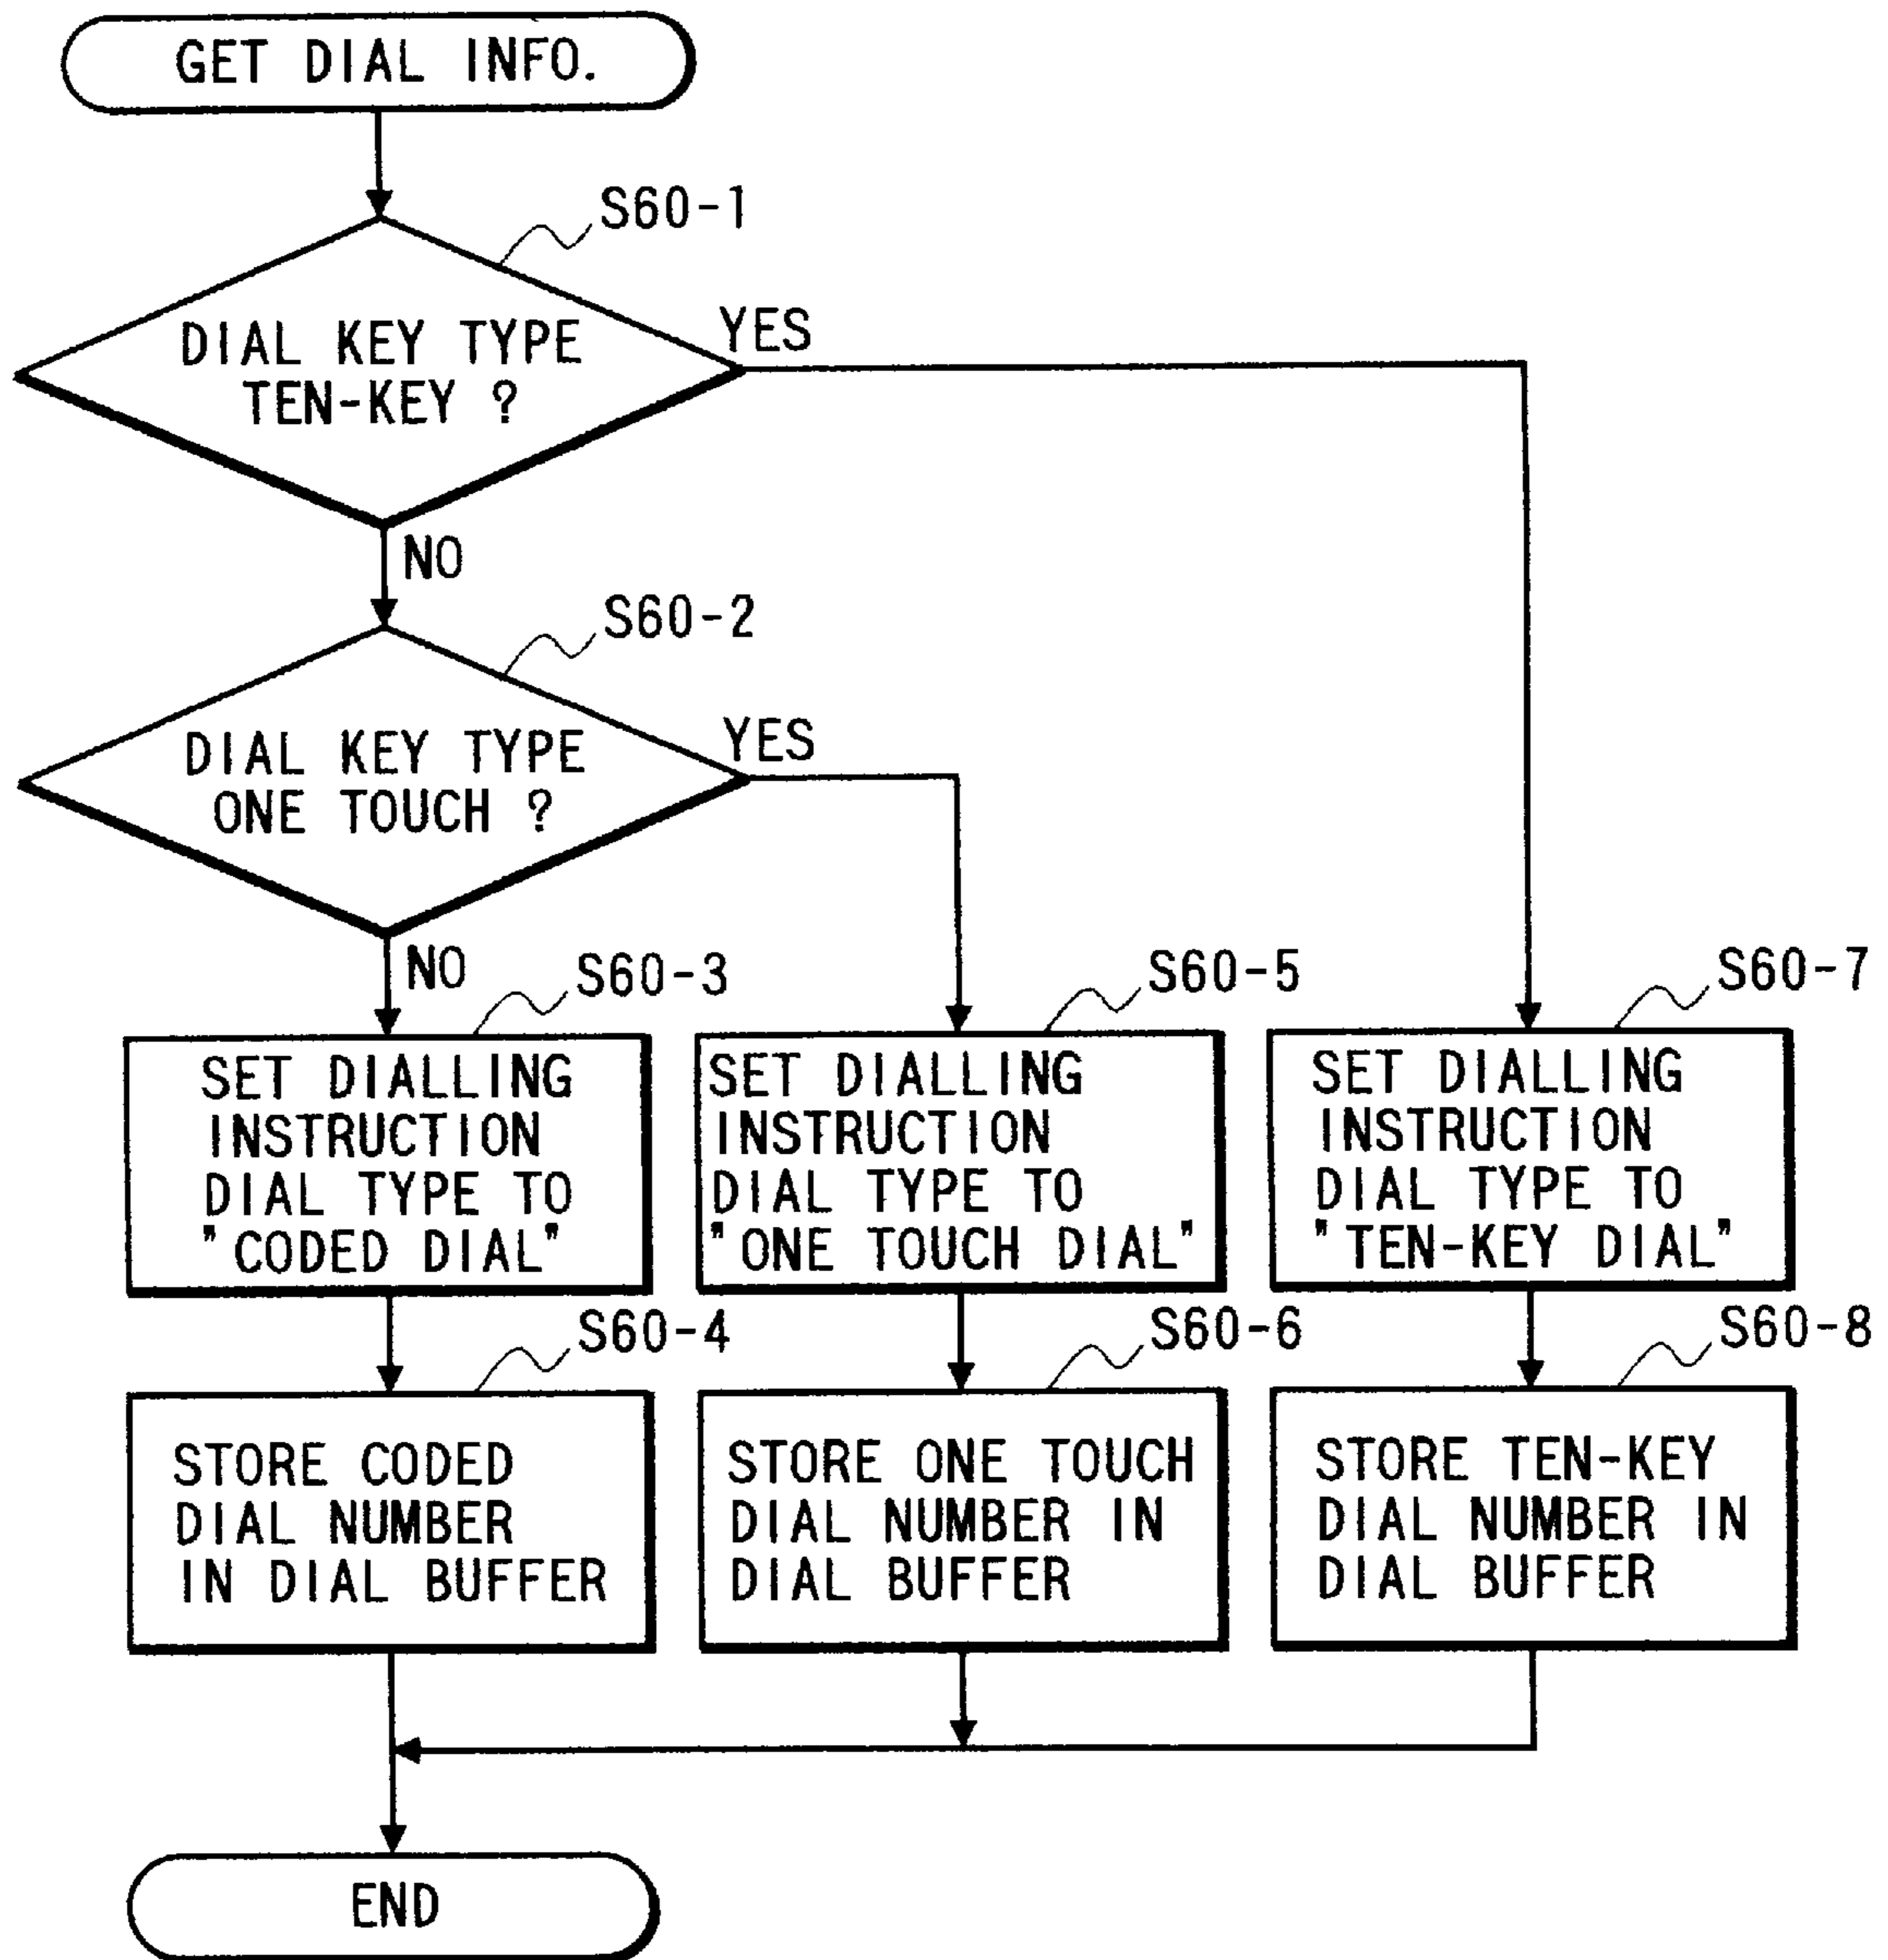 GET DIAL INFO.
S60-1
DIAL KEY TYPE
TEN-KEY ?
YES
NO
S60-2
DIAL KEY TYPE
ONE TOUCH ?
YES
NO
S60-3
SET DIALLING
INSTRUCTION
DIAL TYPE TO
"CODED DIAL"
S60-5
SET DIALLING
INSTRUCTION
DIAL TYPE TO
"ONE TOUCH DIAL"
S60-7
SET DIALLING
INSTRUCTION
DIAL TYPE TO
"TEN-KEY DIAL"
S60-4
STORE CODED
DIAL NUMBER
IN DIAL BUFFER
S60-6
STORE ONE TOUCH
DIAL NUMBER IN
DIAL BUFFER
S60-8
STORE TEN-KEY
DIAL NUMBER IN
DIAL BUFFER
END